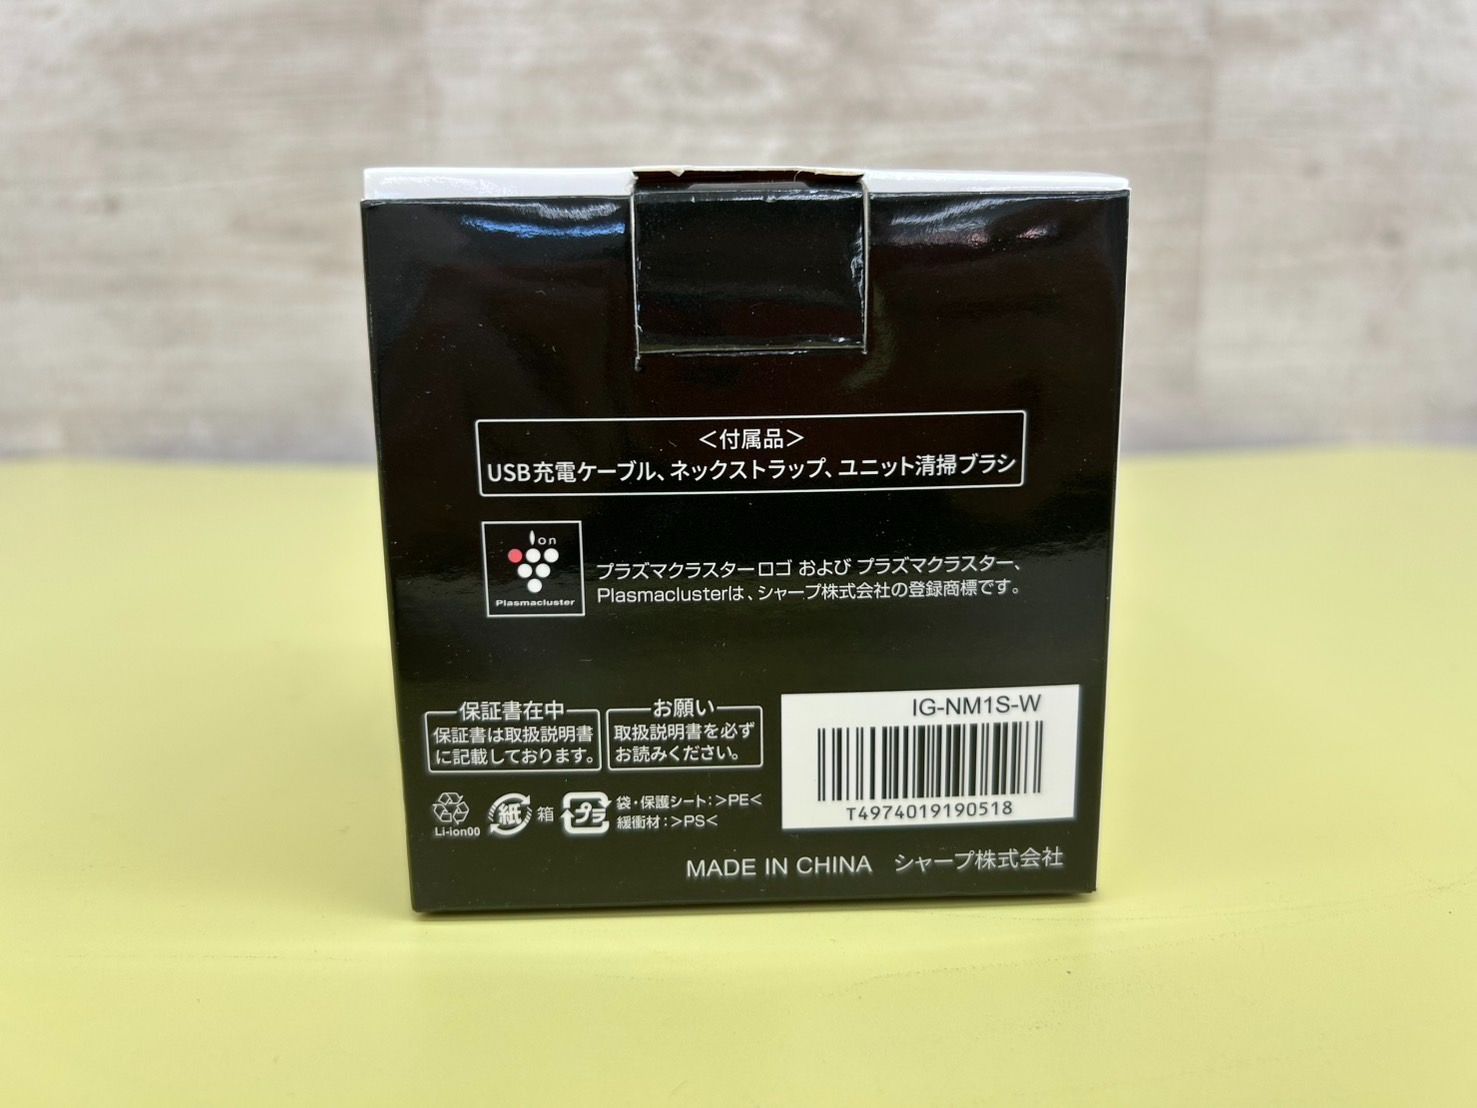 ＜付属品＞
USB充電ケーブル、ネックストラップ、ユニット清掃ブラシ
Ion
Plasmacluster
プラズマクラスターロゴ および プラズマクラスター、
Plasmaclusterは、シャープ株式会社の登録商標です。
保証書在中
保証書は取扱説明書
に記載しております。
お願い
取扱説明書を必ず
お読みください。
IG-NM1S-W
T4974019190518
Li-ion00
紙
箱
プラ
袋・保護シート：>PE<
緩衝材：>PS<
MADE IN CHINA シャープ株式会社